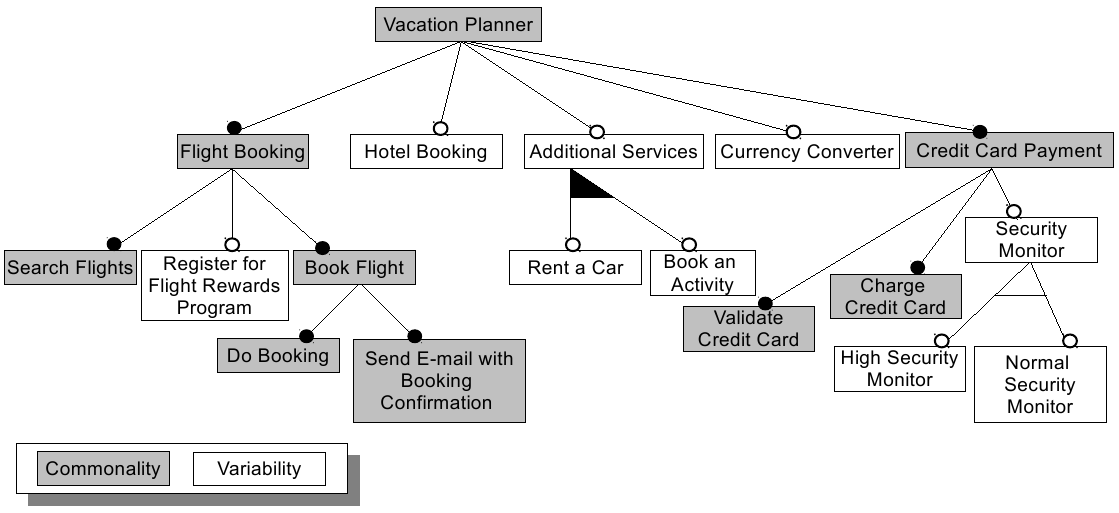 Vacation Planner
Flight Booking
Hotel Booking
Additional Services
Currency Converter
Credit Card Payment
Search Flights
Register for
Flight Rewards
Program
Book Flight
Rent a Car
Book an
Activity
Security
Monitor
Validate
Credit Card
Charge
Credit Card
Do Booking
Send E-mail with
Booking
Confirmation
High Security
Monitor
Normal
Security
Monitor
Commonality
Variability